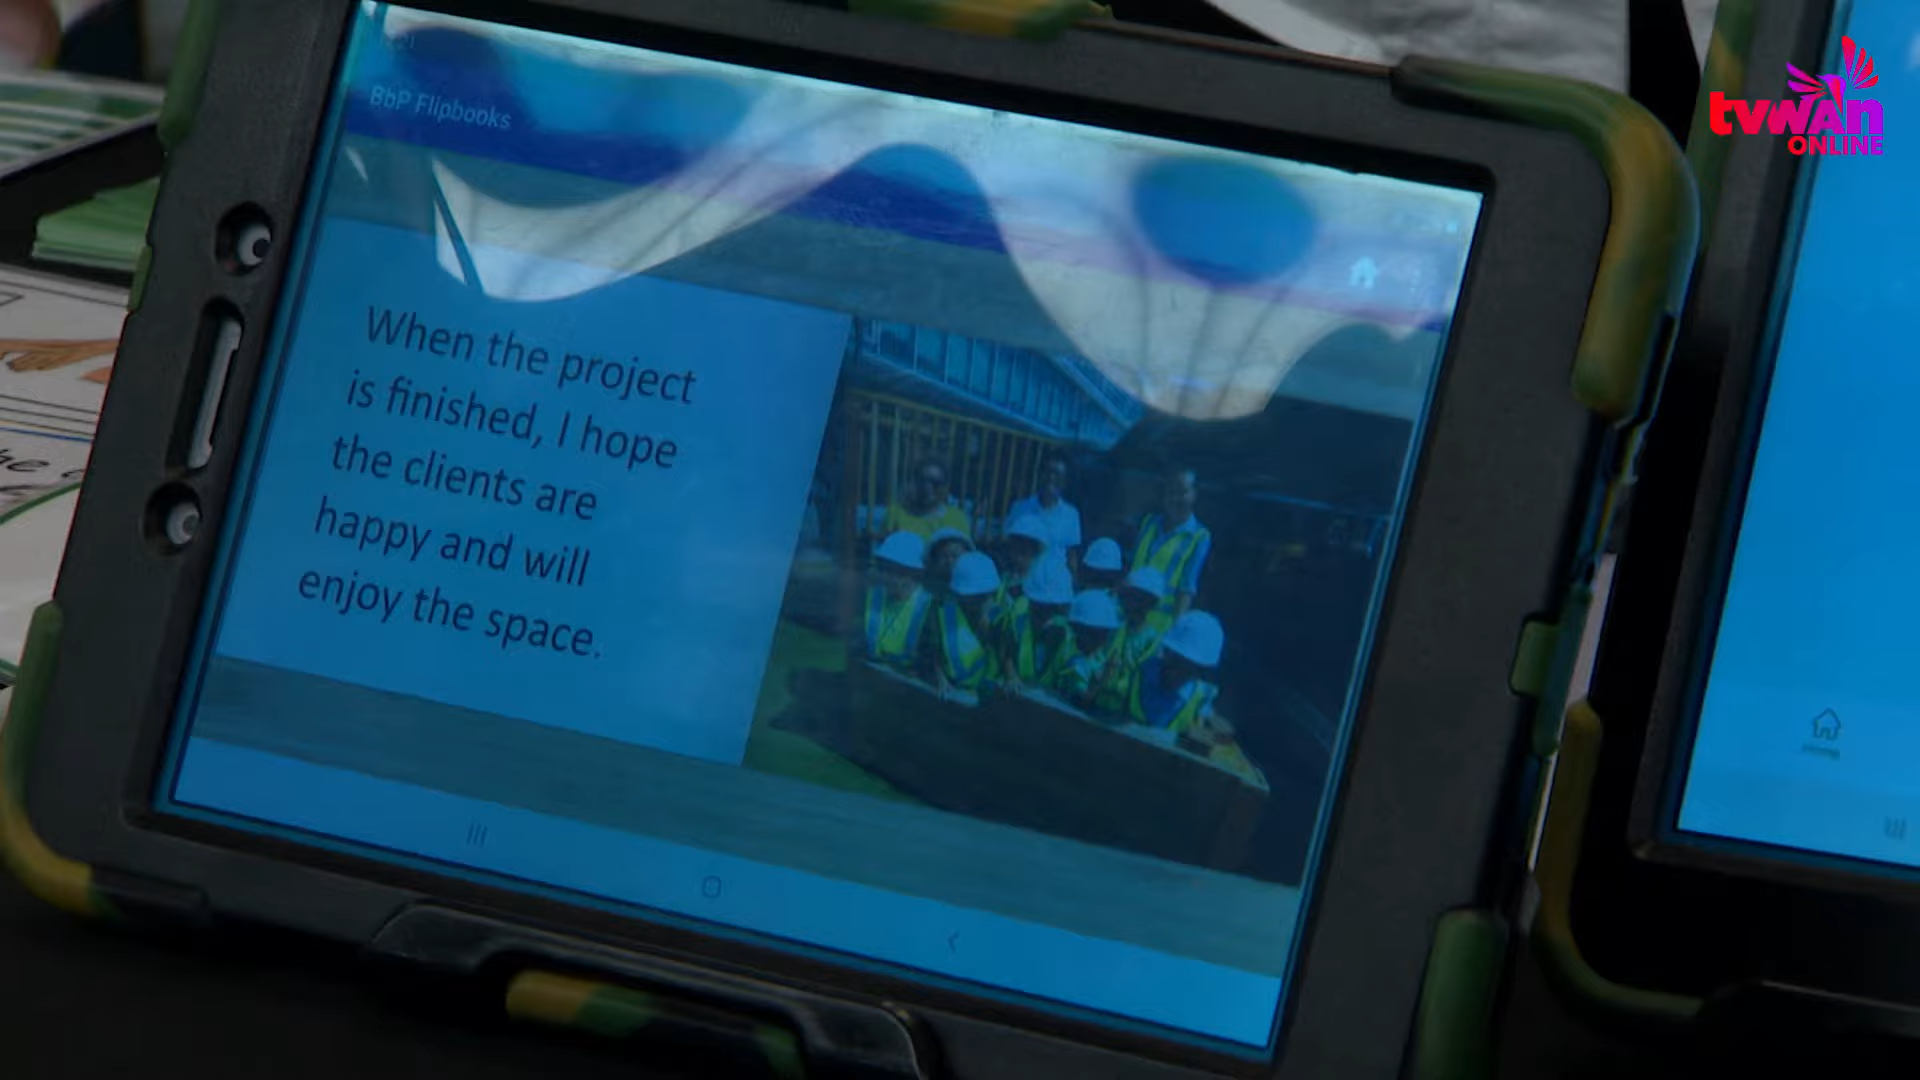 BbP Flipbooks
When the project
is finished, I hope
the clients are
happy and will
enjoy the space.
tvwan
ONLINE